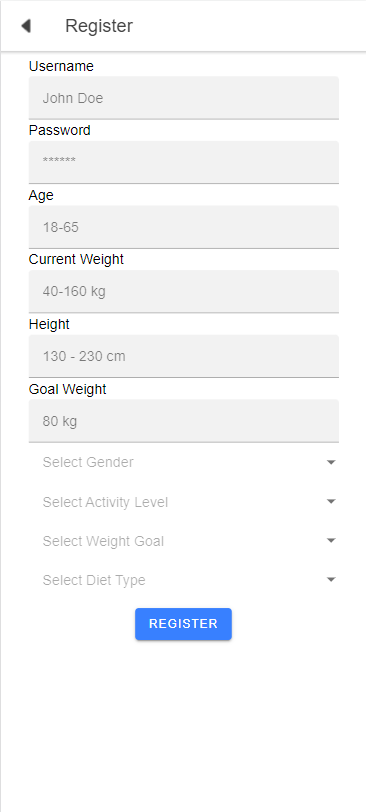 Register
Username
John Doe
Password
******
Age
18-65
Current Weight
40-160 kg
Height
130 - 230 cm
Goal Weight
80 kg
Select Gender
Select Activity Level
Select Weight Goal
Select Diet Type
REGISTER